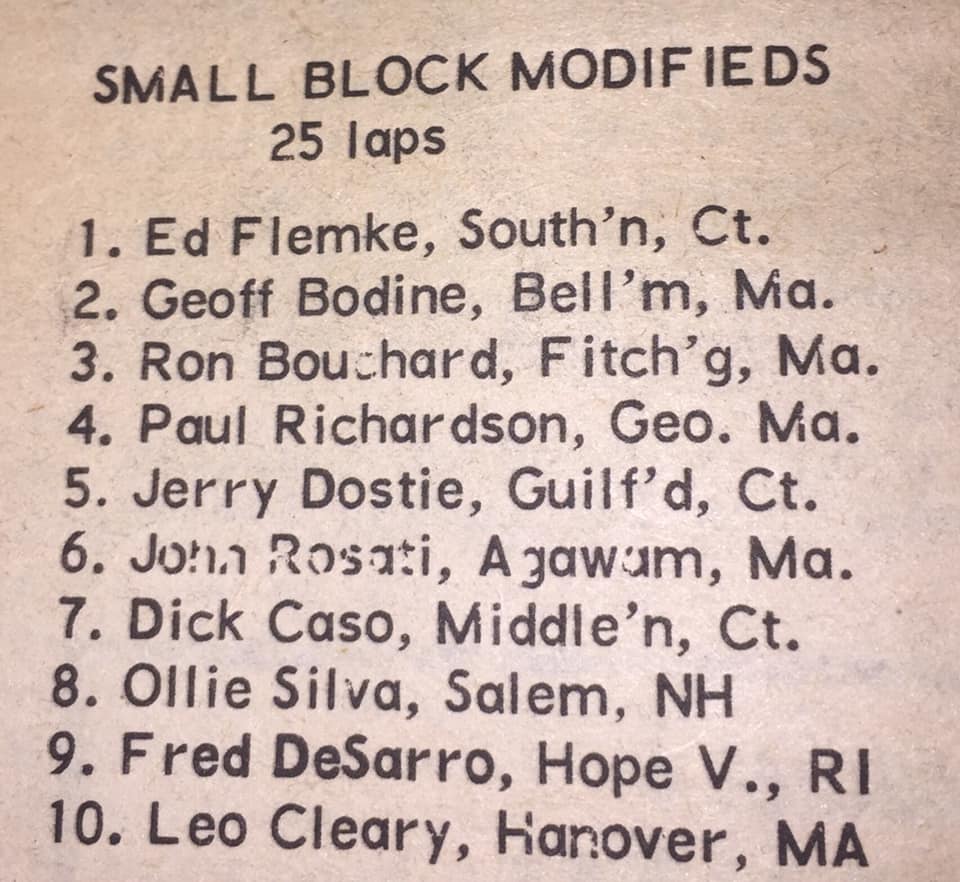 SMALL BLOCK MODIFIEDS
25 laps
1. Ed Flemke, South'n, Ct.
2. Geoff Bodine, Bell'm, Ma.
3. Ron Bouchard, Fitch'g, Ma.
4. Paul Richardson, Geo. Ma.
5. Jerry Dostie, Guilf'd, Ct.
6. John Rosati, Agawam, Ma.
7. Dick Caso, Middle'n, Ct.
8. Ollie Silva, Salem, NH
9. Fred DeSarro, Hope V., RI
10. Leo Cleary, Hanover, MA